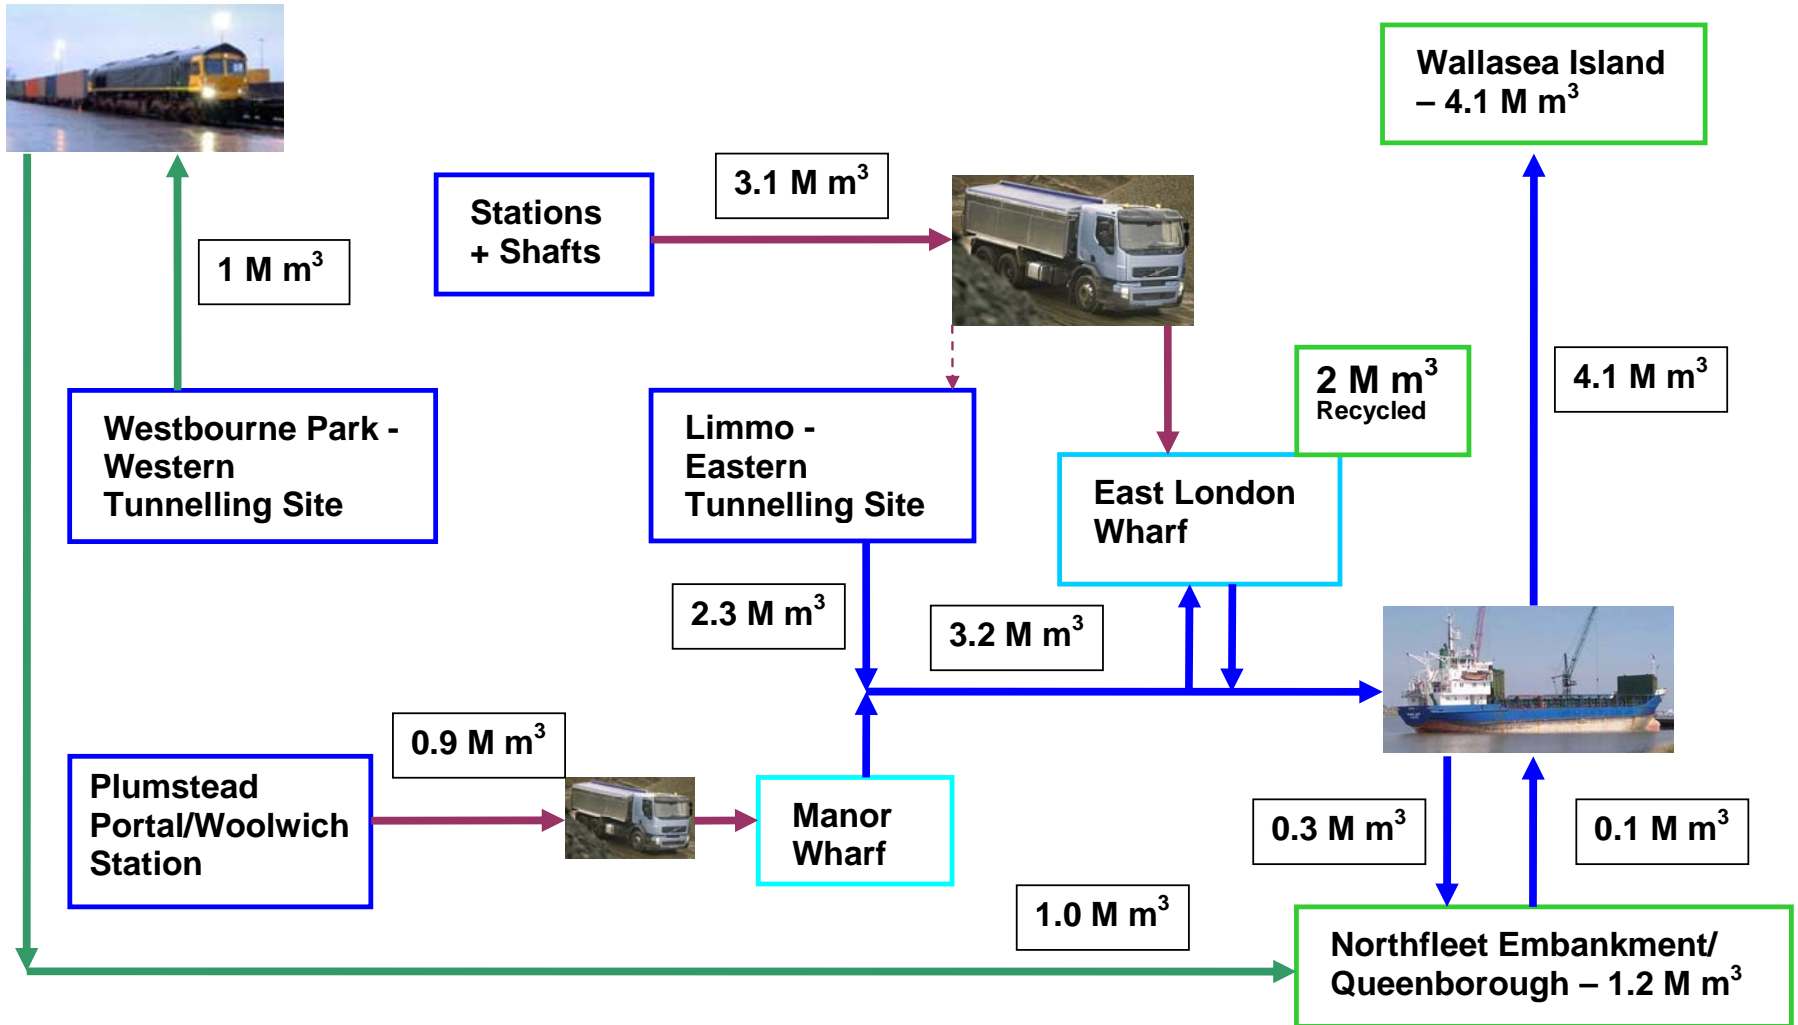 Wallasea Island
– 4.1 M m³
3.1 M m³
Stations
+ Shafts
1 M m³
2 M m³
Recycled
4.1 M m³
Westbourne Park -
Western
Tunnelling Site
Limmo -
Eastern
Tunnelling Site
East London
Wharf
2.3 M m³
3.2 M m³
0.9 M m³
Plumstead
Portal/Woolwich
Station
Manor
Wharf
0.3 M m³
0.1 M m³
1.0 M m³
Northfleet Embankment/
Queenborough – 1.2 M m³